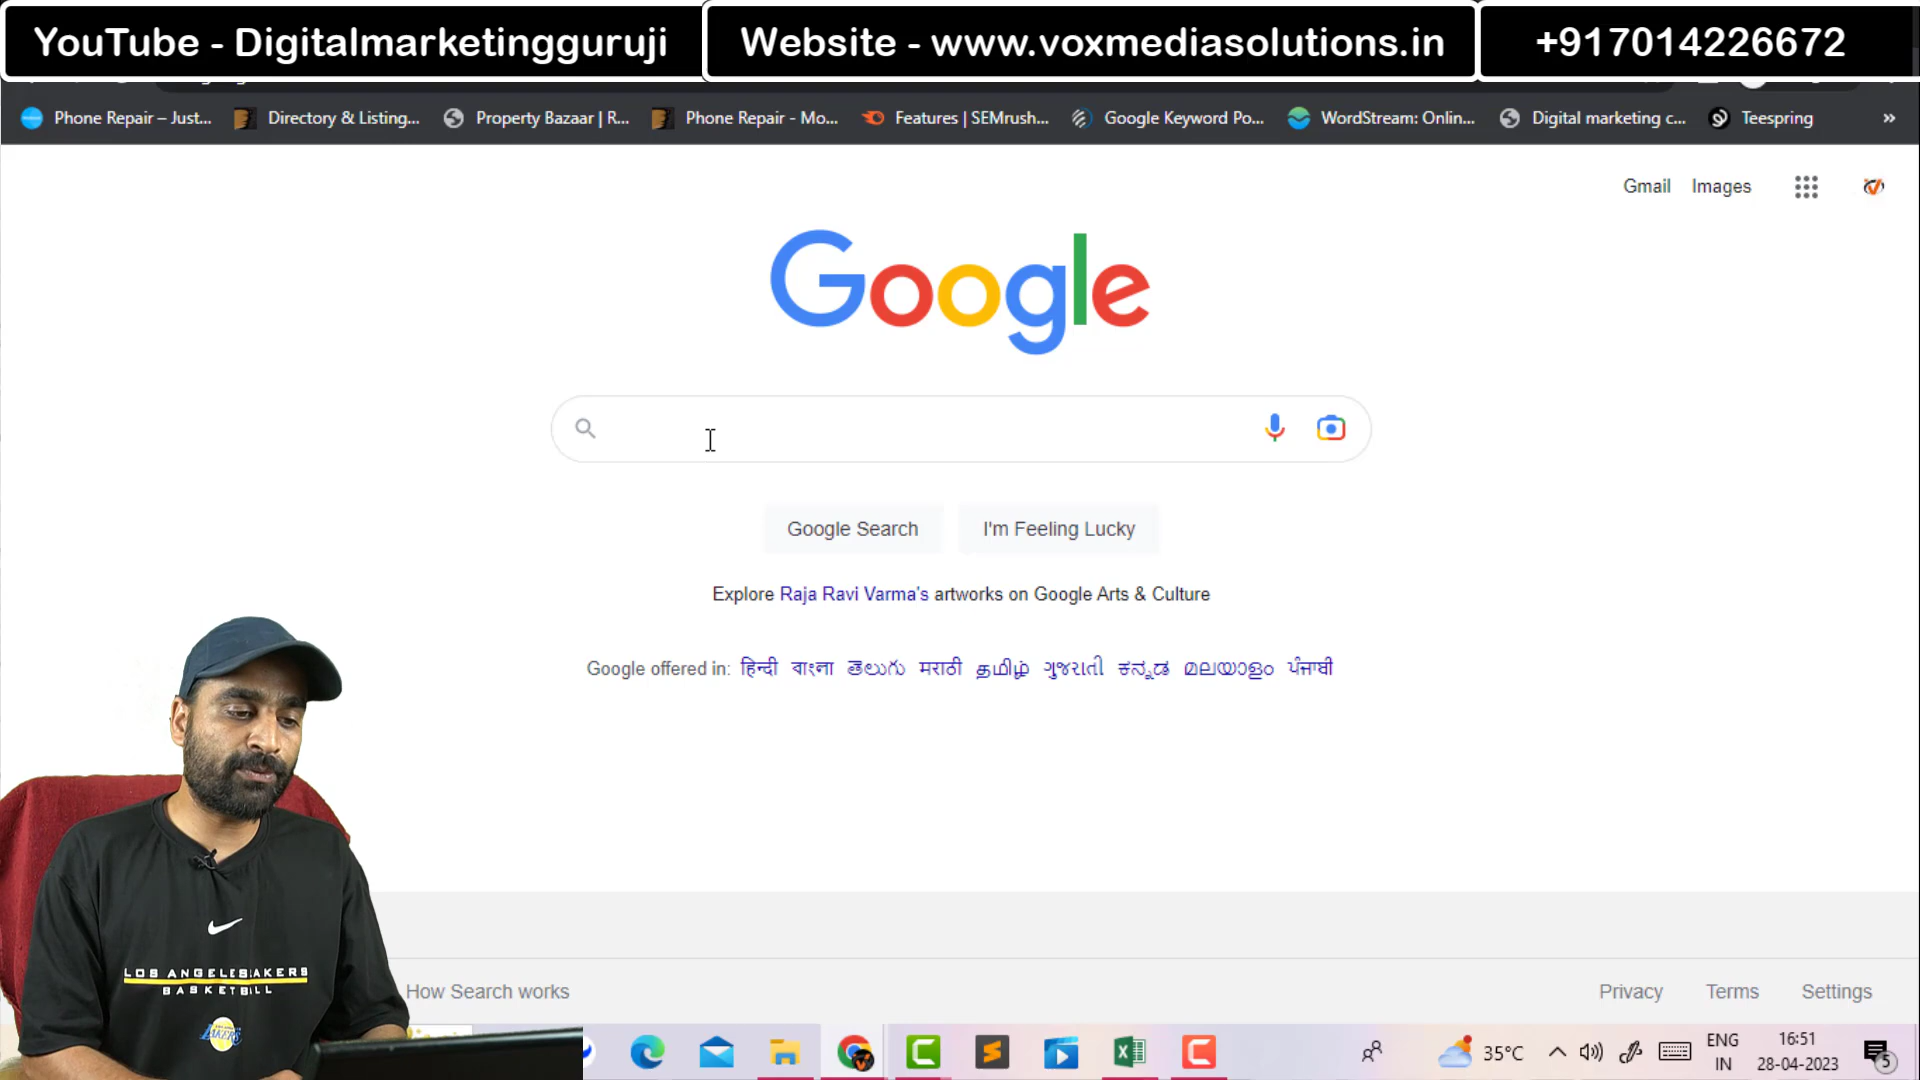 YouTube - Digitalmarketingguruji
Website - www.voxmediasolutions.in
+917014226672
Phone Repair – Just...
Directory & Listing...
Property Bazaar | R...
Phone Repair - Mo...
Features | SEMrush...
Google Keyword Po...
WordStream: Onlin...
Digital marketing c...
Teespring
»
Gmail Images
Google
Google Search
I'm Feeling Lucky
Explore Raja Ravi Varma's artworks on Google Arts & Culture
Google offered in: हिन्दी বাংলা తెలుగు मराठी தமிழ் ગુજરાતી ಕನ್ನಡ മലയാളം ਪੰਜਾਬੀ
LOS ANGELES LAKERS
BASKETBALL
LAKERS
How Search works
Privacy Terms Settings
35°C
ENG
IN
16:51
28-04-2023
5